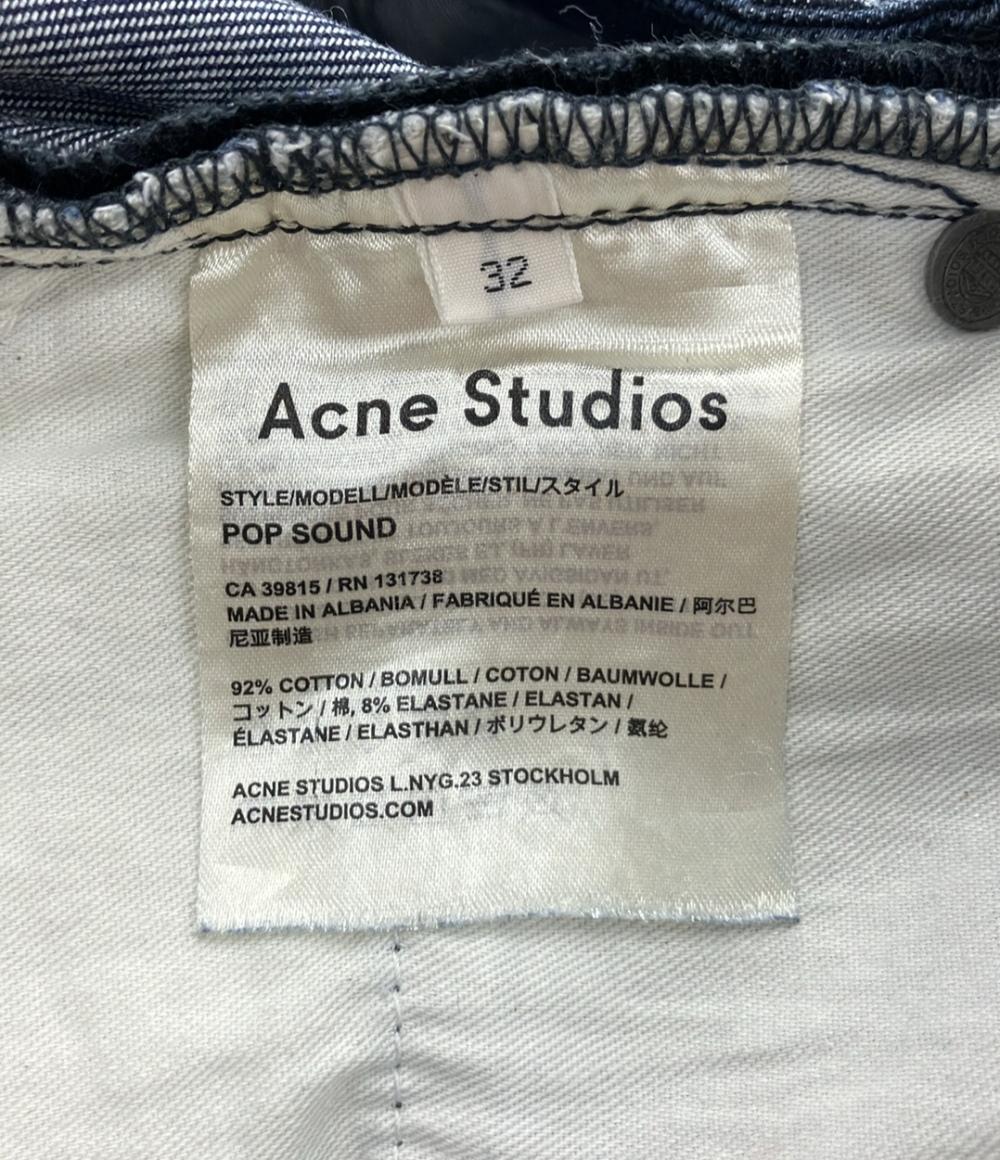 32
Acne Studios
STYLE/MODELL/MODÈLE/STIL/スタイル
POP SOUND
CA 39815 / RN 131738
MADE IN ALBANIA / FABRIQUÉ EN ALBANIE / 阿尔巴
尼亚制造
92% COTTON / BOMULL / COTON / BAUMWOLLE /
コットン / 棉, 8% ELASTANE / ELASTAN /
ÉLASTANE / ELASTHAN / ポリウレタン / 氨纶
ACNE STUDIOS L.NYG.23 STOCKHOLM
ACNESTUDIOS.COM